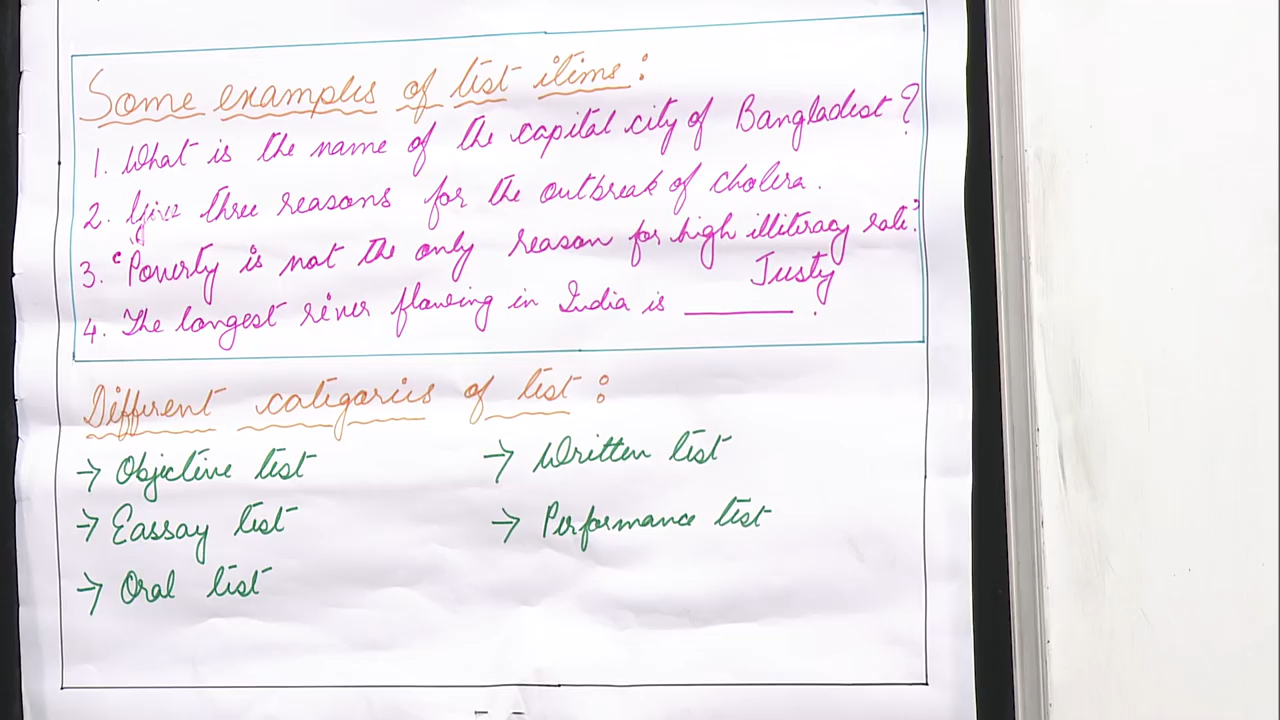 Some examples of test items:
1. What is the name of the capital city of Bangladest?
2. Give three reasons for the outbreak of cholera.
3. "Poverty is not the only reason for high illiteracy rate."
Justy
4. The longest river flowing in India is ______.
Different categories of test:
→ Objective test
→ Written test
→ Eassay test
→ Performance test
→ Oral test